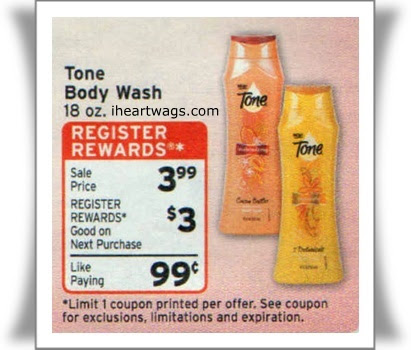 Tone
Body Wash
18 oz. iheartwags.com
REGISTER
REWARDS®*
Sale
Price 3.99
REGISTER
REWARDS*
Good on
Next Purchase $3
Like
Paying 99¢
*Limit 1 coupon printed per offer. See coupon
for exclusions, limitations and expiration.
Tone
Cocoa Butter
Tone